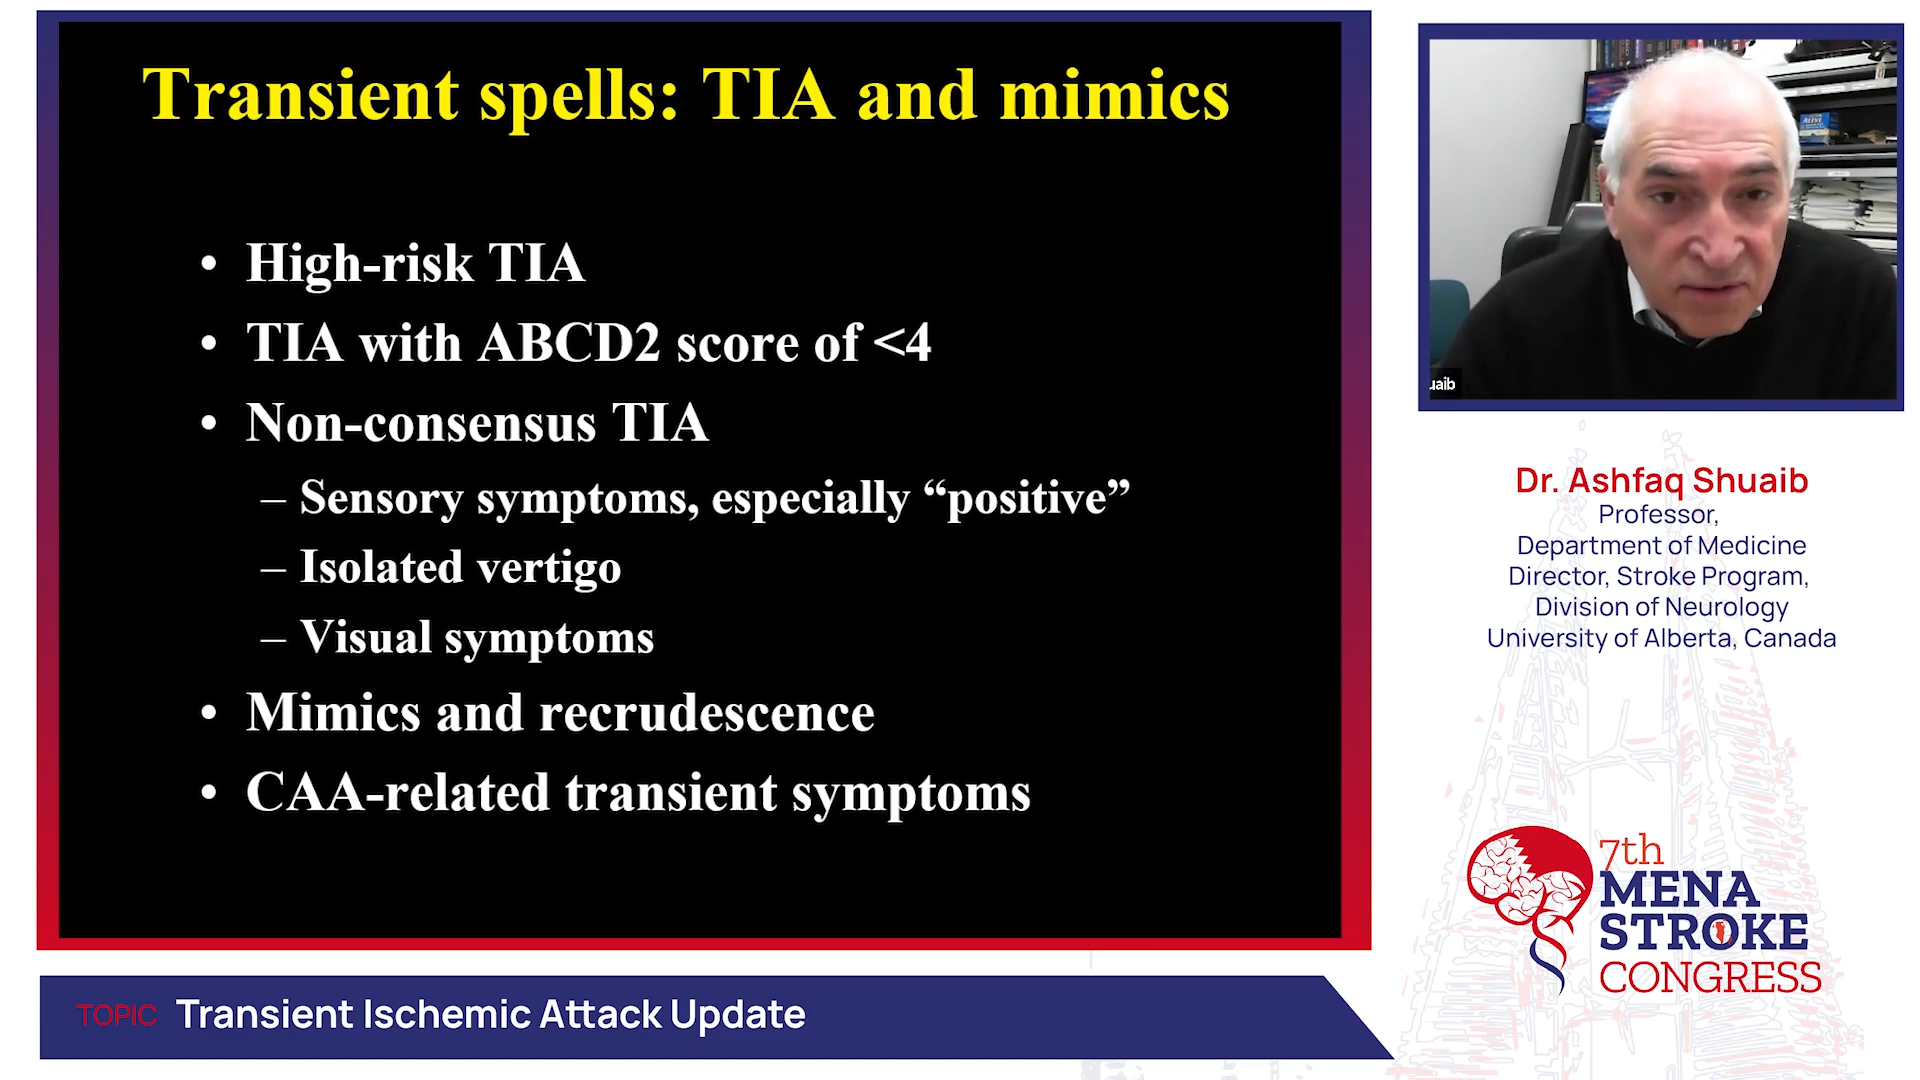 Transient spells: TIA and mimics
• High-risk TIA
• TIA with ABCD2 score of <4
• Non-consensus TIA
– Sensory symptoms, especially “positive”
– Isolated vertigo
– Visual symptoms
• Mimics and recrudescence
• CAA-related transient symptoms
uaib
Dr. Ashfaq Shuaib
Professor,
Department of Medicine
Director, Stroke Program,
Division of Neurology
University of Alberta, Canada
7th
MENA
STROKE
CONGRESS
TOPIC Transient Ischemic Attack Update